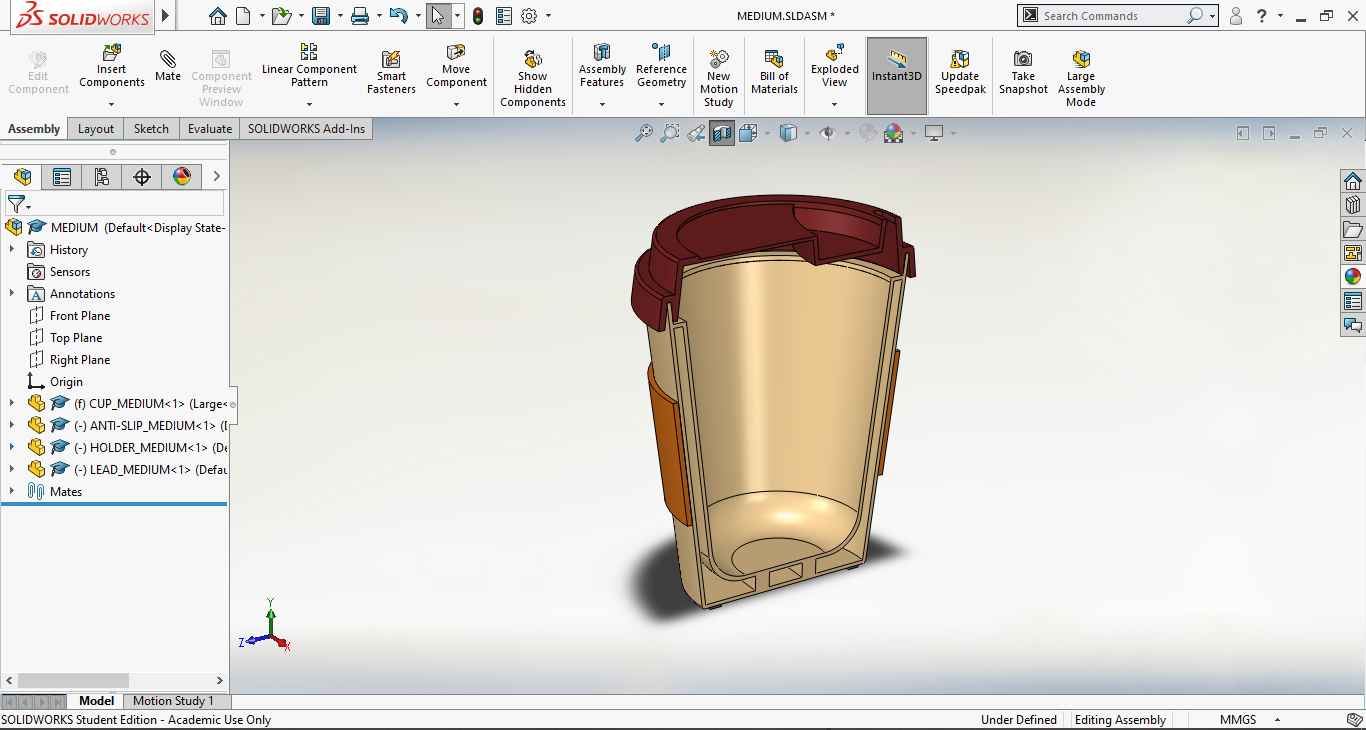 SOLIDWORKS
MEDIUM.SLDASM *
Search Commands
?
Edit
Component
Insert
Components
Mate
Component
Preview
Window
Linear Component
Pattern
Smart
Fasteners
Move
Component
Show
Hidden
Components
Assembly
Features
Reference
Geometry
New
Motion
Study
Bill of
Materials
Exploded
View
Instant3D
Update
Speedpak
Take
Snapshot
Large
Assembly
Mode
Assembly
Layout
Sketch
Evaluate
SOLIDWORKS Add-Ins
MEDIUM (Default<Display State-
History
Sensors
A Annotations
Front Plane
Top Plane
Right Plane
Origin
(f) CUP_MEDIUM<1> (Large<
(-) ANTI-SLIP_MEDIUM<1> (
(-) HOLDER_MEDIUM<1> (De
(-) LEAD_MEDIUM<1> (Defau
Mates
Y
Z
X
Model
Motion Study 1
SOLIDWORKS Student Edition - Academic Use Only
Under Defined
Editing Assembly
MMGS